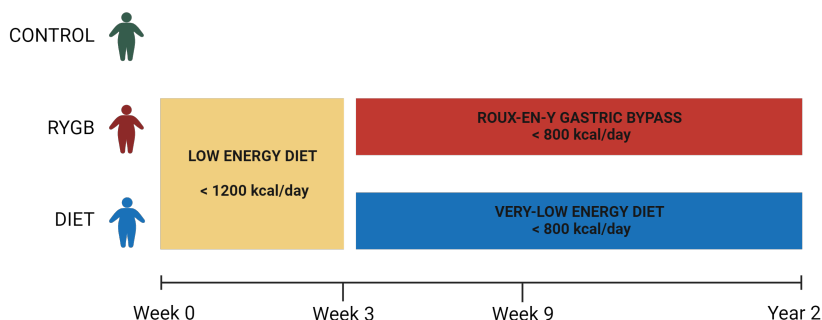 CONTROL
RYGB
DIET
LOW ENERGY DIET
< 1200 kcal/day
ROUX-EN-Y GASTRIC BYPASS
< 800 kcal/day
VERY-LOW ENERGY DIET
< 800 kcal/day
Week 0
Week 3
Week 9
Year 2